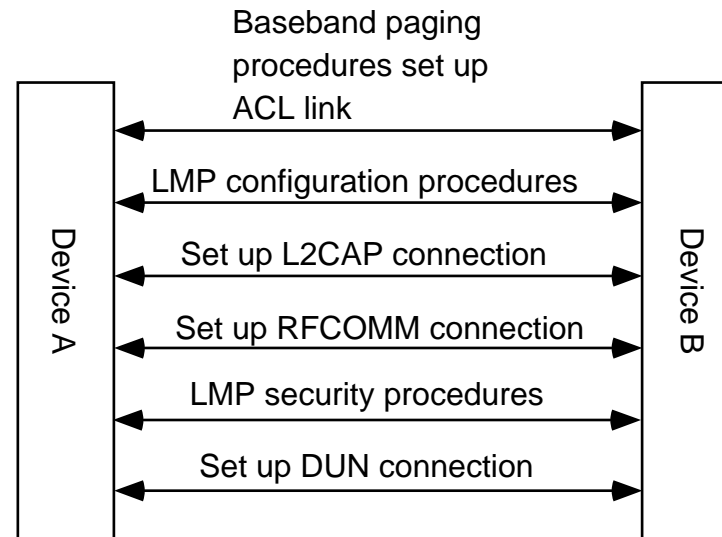 Baseband paging
procedures set up
ACL link
LMP configuration procedures
Set up L2CAP connection
Set up RFCOMM connection
LMP security procedures
Set up DUN connection
Device A
Device B